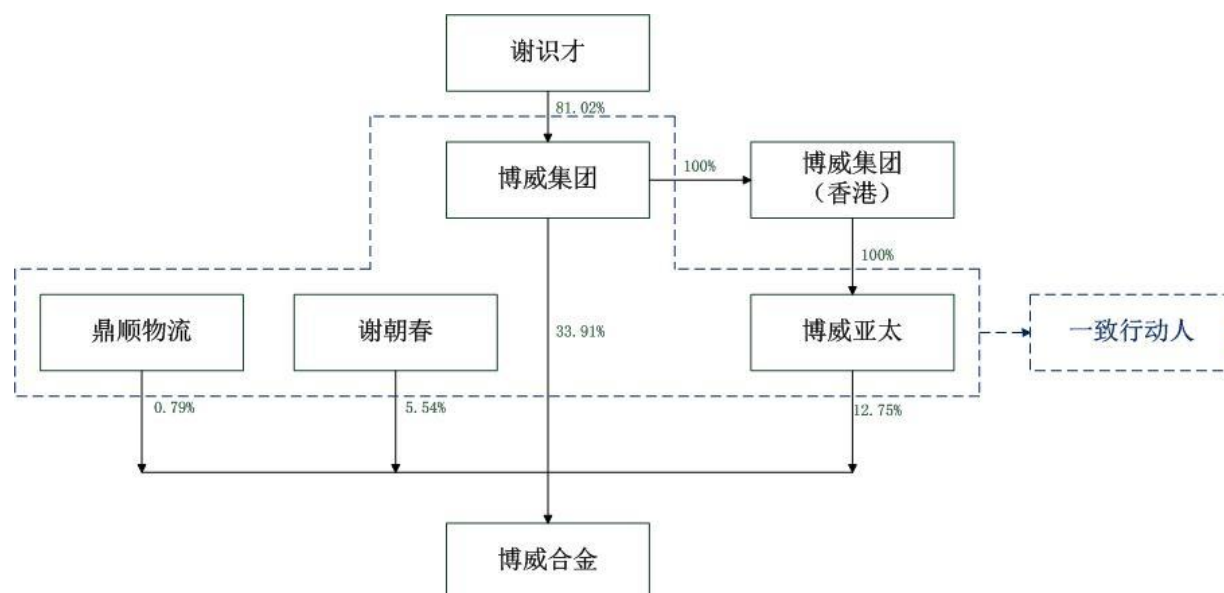 谢识才
81.02%
博威集团
100%
博威集团
（香港）
100%
鼎顺物流
谢朝春
33.91%
博威亚太
一致行动人
0.79%
5.54%
12.75%
博威合金